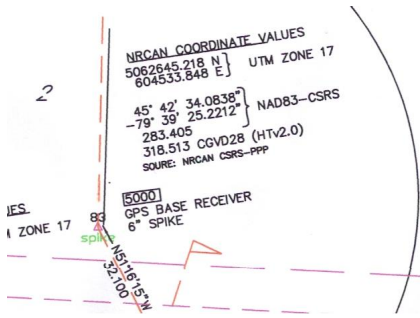 NRCAN COORDINATE VALUES
5062645.218 N
604533.848 E
UTM ZONE 17
45° 42' 34.0838"
-79° 39' 25.2212"
NAD83-CSRS
283.405
318.513 CGVD28 (HTv2.0)
SOURE: NRCAN CSRS-PPP
2
5000
GPS BASE RECEIVER
6" SPIKE
ZONE 17
83
spike
N51°16'15"W
32.100